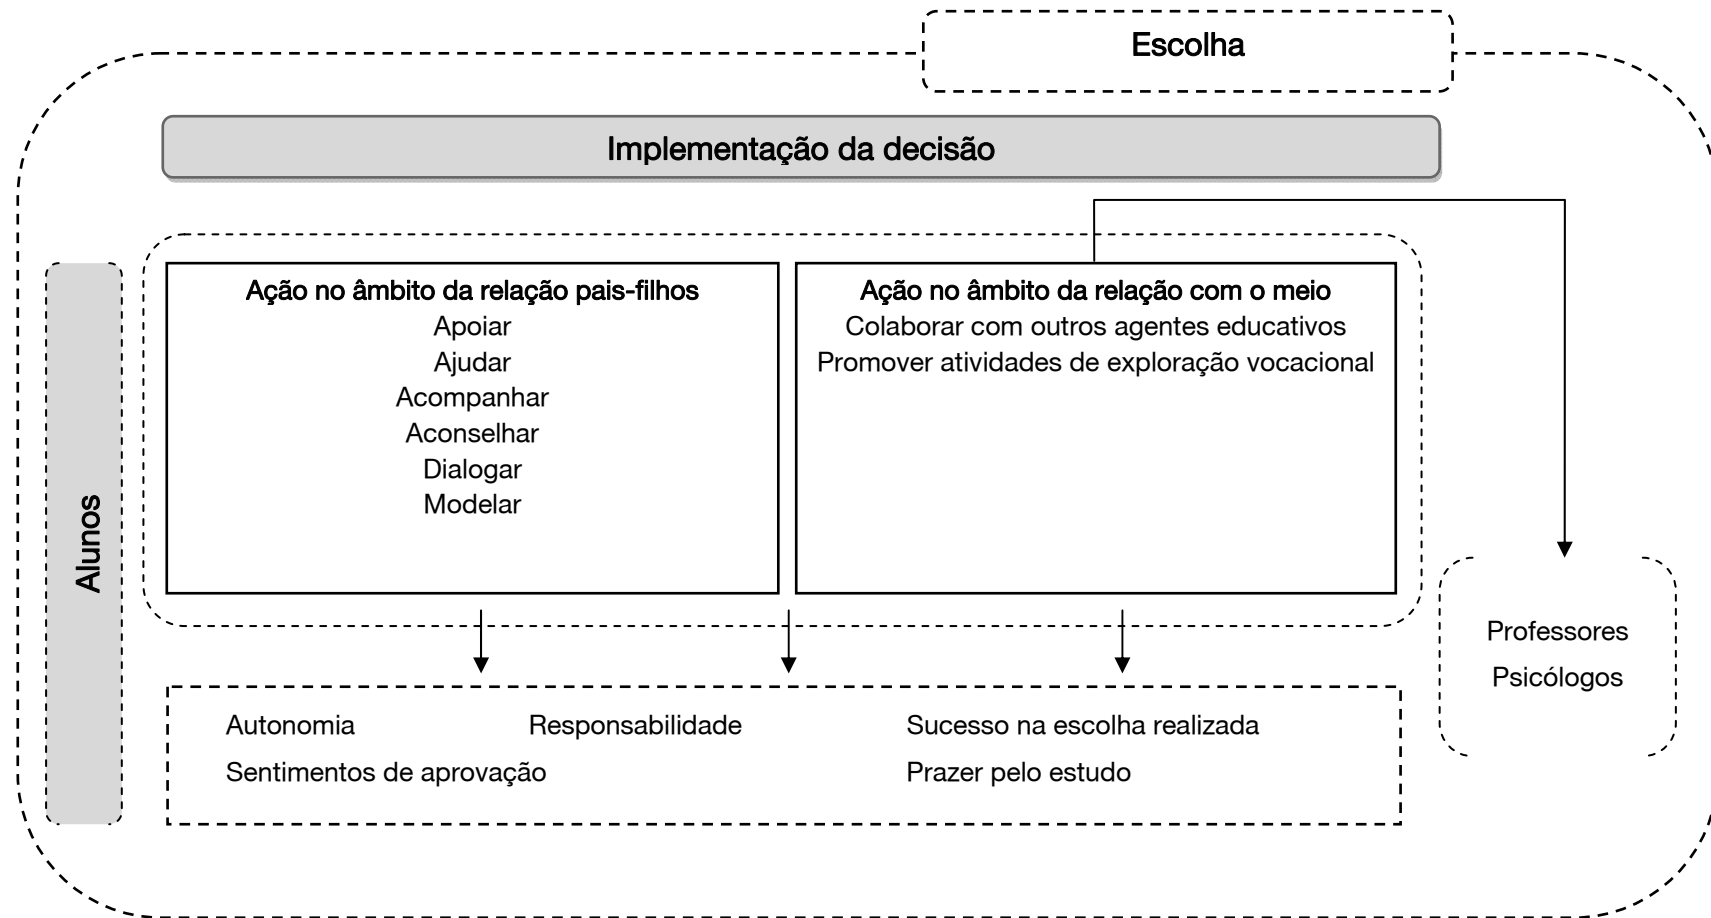 Escolha
Implementação da decisão
Alunos
Ação no âmbito da relação pais-filhos
Apoiar
Ajudar
Acompanhar
Aconselhar
Dialogar
Modelar
Ação no âmbito da relação com o meio
Colaborar com outros agentes educativos
Promover atividades de exploração vocacional
Professores
Psicólogos
Autonomia
Responsabilidade
Sucesso na escolha realizada
Sentimentos de aprovação
Prazer pelo estudo